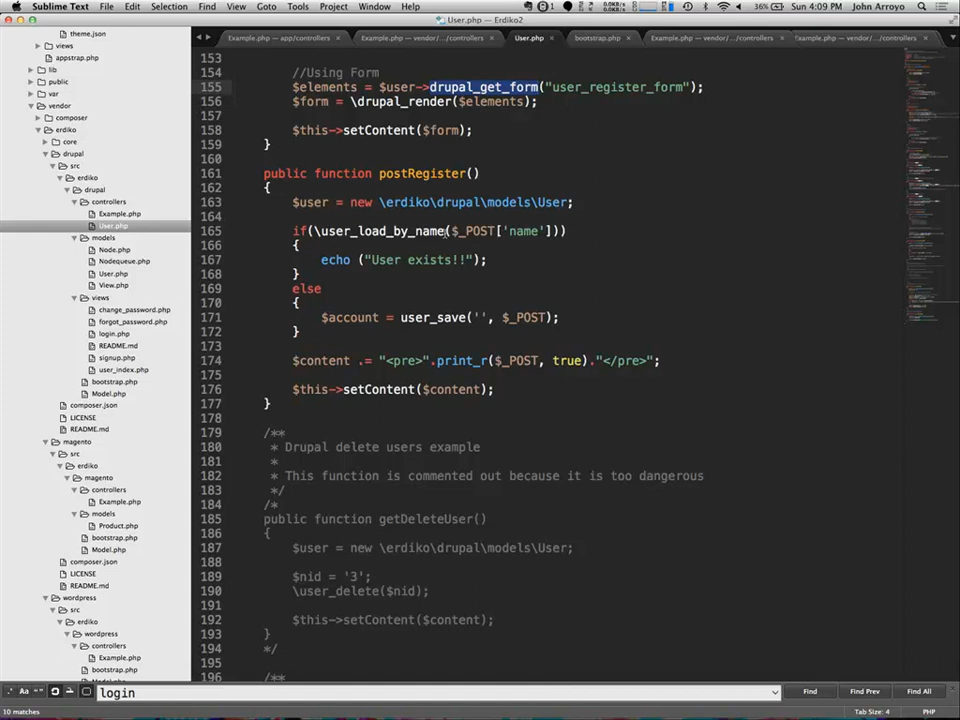 Sublime Text File Edit Selection Find View Goto Tools Project Window Help 1 0.0KB/s 0.0KB/s 36% Sun 4:09 PM John Arroyo
User.php — Erdiko2
Example.php — app/controllers × Example.php — vendor/.../controllers × User.php × bootstrap.php × Example.php — vendor/.../controllers × Example.php — vendor/.../controllers ×
theme.json
views
appstrap.php
lib
public
var
vendor
composer
erdiko
core
drupal
src
erdiko
drupal
controllers
Example.php
User.php
models
Node.php
Nodequeue.php
User.php
View.php
views
change_password.php
forgot_password.php
login.php
README.md
signup.php
user_index.php
bootstrap.php
Model.php
composer.json
LICENSE
README.md
magento
src
erdiko
magento
controllers
Example.php
models
Product.php
bootstrap.php
Model.php
composer.json
LICENSE
README.md
wordpress
src
erdiko
wordpress
controllers
Example.php
bootstrap.php
Model.php
153
154 //Using Form
155 $elements = $user->drupal_get_form("user_register_form");
156 $form = \drupal_render($elements);
157
158 $this->setContent($form);
159 }
160
161 public function postRegister()
162 {
163 $user = new \erdiko\drupal\models\User;
164
165 if(\user_load_by_name($_POST['name']))
166 {
167 echo ("User exists!!");
168 }
169 else
170 {
171 $account = user_save('', $_POST);
172 }
173
174 $content .= "<pre>".print_r($_POST, true)."</pre>";
175
176 $this->setContent($content);
177 }
178
179 /**
180 * Drupal delete users example
181 *
182 * This function is commented out because it is too dangerous
183 */
184 /*
185 public function getDeleteUser()
186 {
187 $user = new \erdiko\drupal\models\User;
188
189 $nid = '3';
190 \user_delete($nid);
191
192 $this->setContent($content);
193 }
194 */
195
196 /**
.* Aa "" login Find Find Prev Find All
10 matches Tab Size: 4 PHP